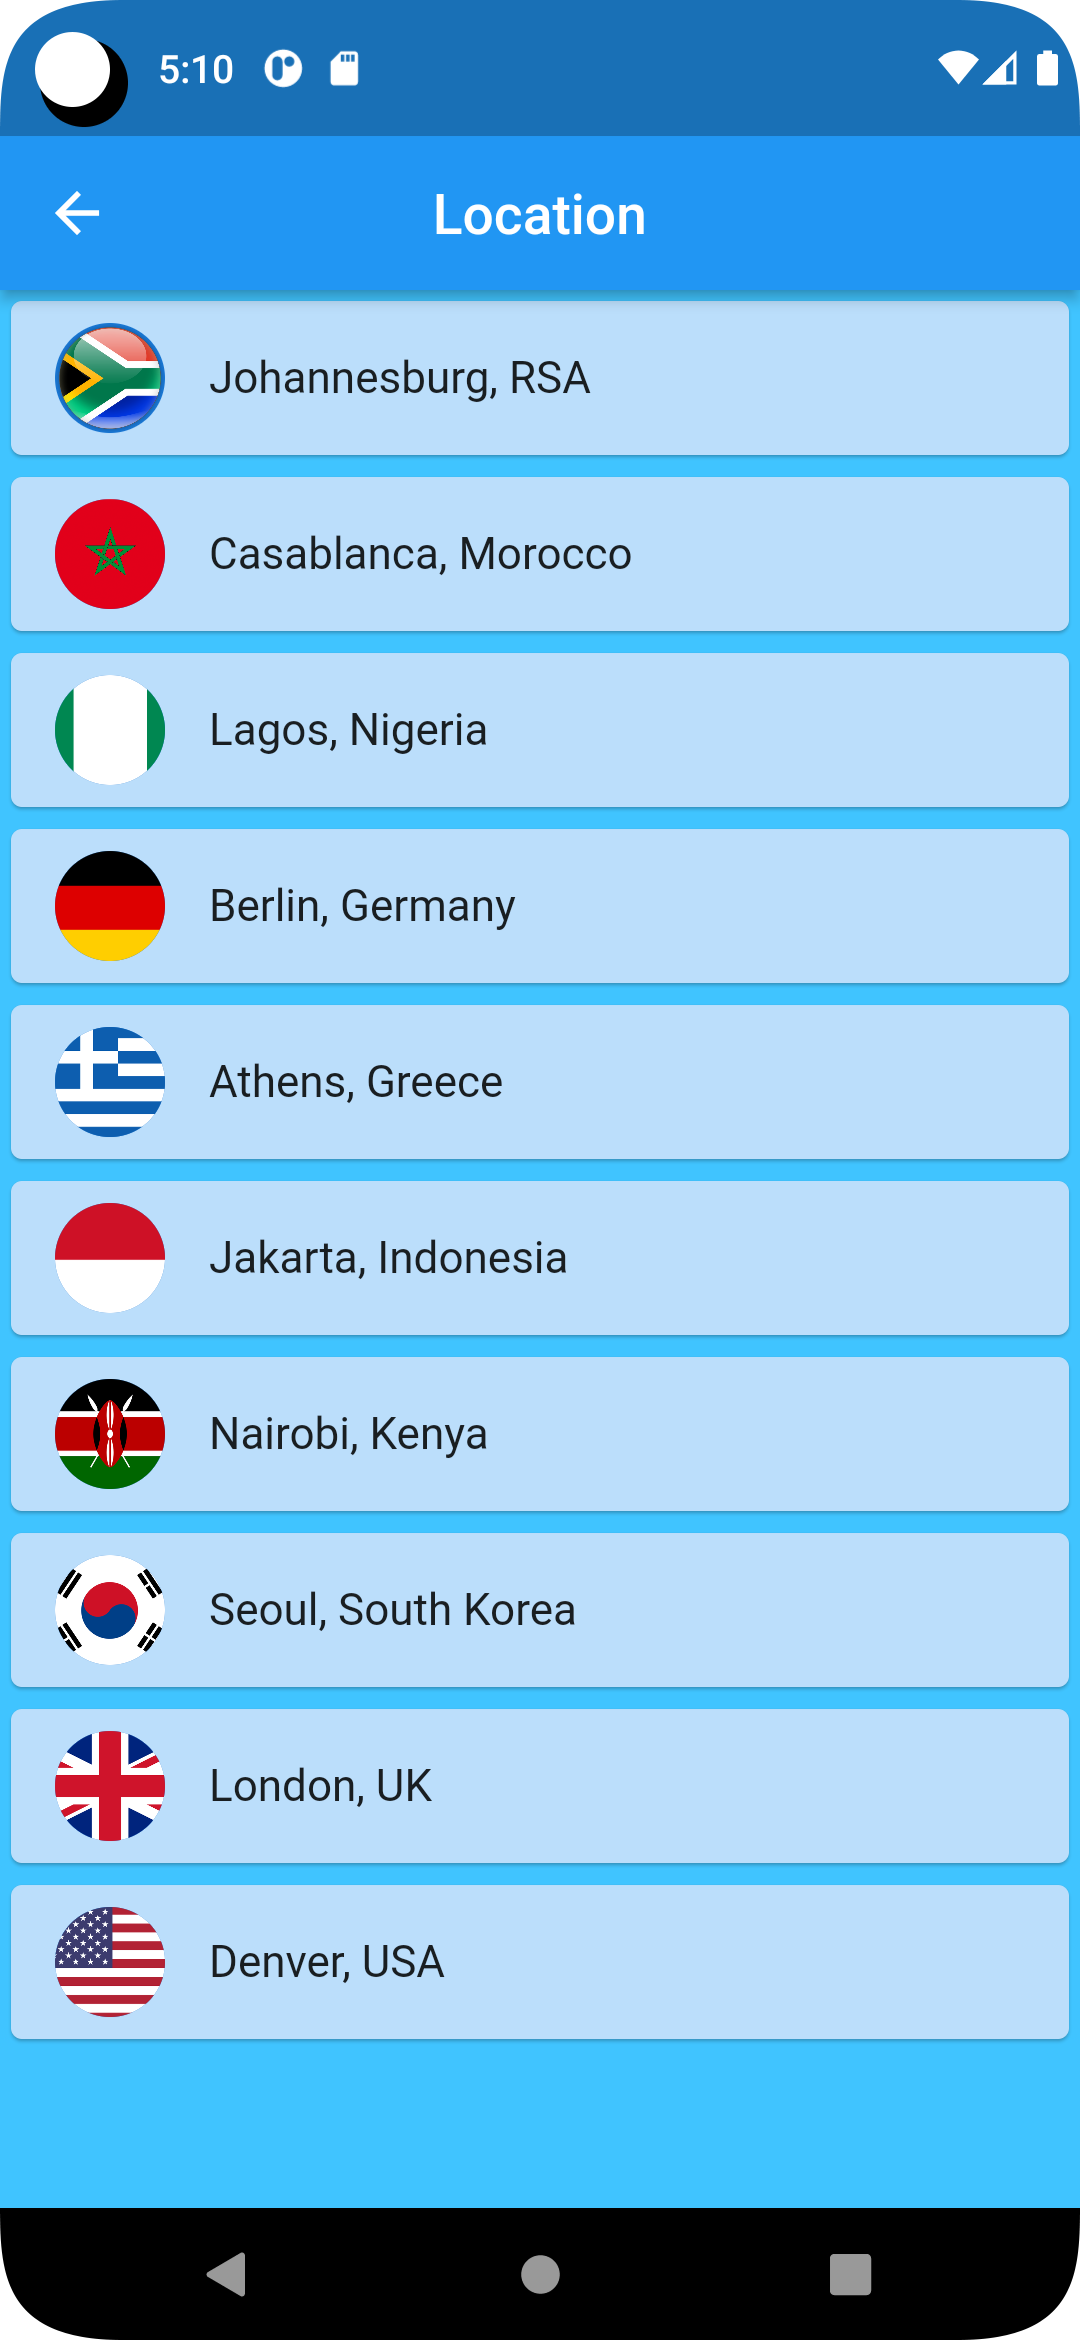 5:10
Location
Johannesburg, RSA
Casablanca, Morocco
Lagos, Nigeria
Berlin, Germany
Athens, Greece
Jakarta, Indonesia
Nairobi, Kenya
Seoul, South Korea
London, UK
Denver, USA